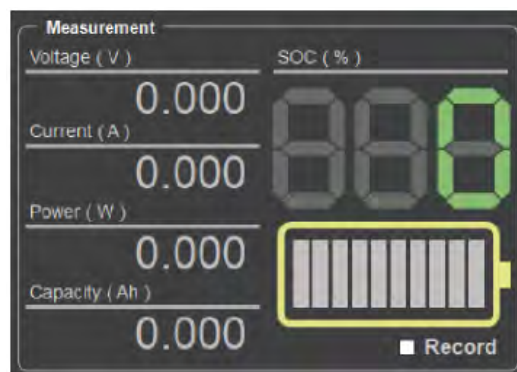 Measurement
Voltage ( V )
0.000
Current ( A )
0.000
Power ( W )
0.000
Capacity ( Ah )
0.000
SOC ( % )
0
Record